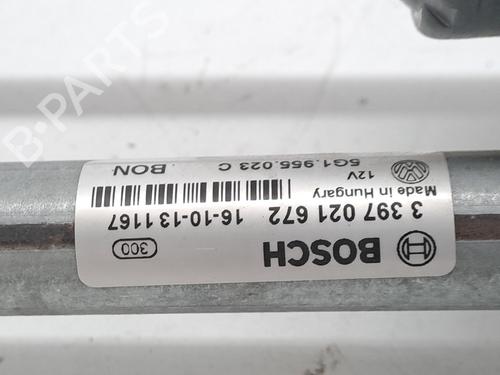 BOSCH
300
3 397 021 672 16-10-13 1167
Made in Hungary
12V 5G1.955.023 C BON
B-PARTS